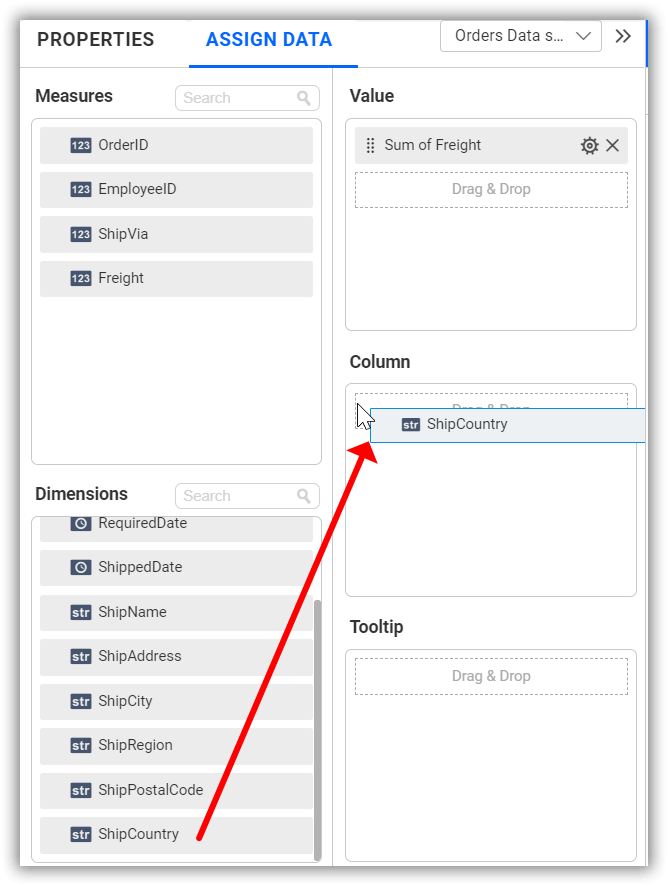 PROPERTIES
ASSIGN DATA
Orders Data s...
Measures
Search
123 OrderID
123 EmployeeID
123 ShipVia
123 Freight
Dimensions
Search
RequiredDate
ShippedDate
str ShipName
str ShipAddress
str ShipCity
str ShipRegion
str ShipPostalCode
str ShipCountry
Value
Sum of Freight
Drag & Drop
Column
Drag & Drop
str ShipCountry
Tooltip
Drag & Drop